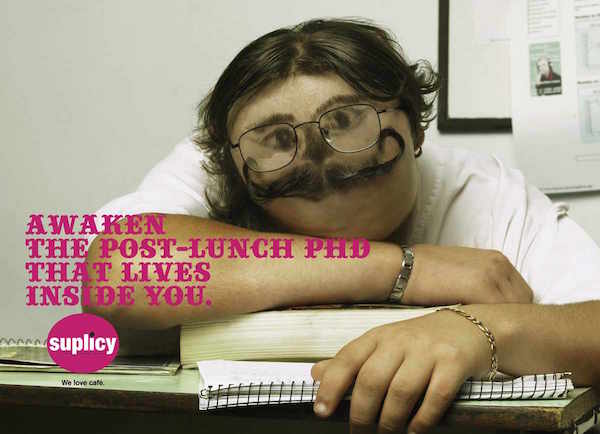 AWAKEN
THE POST-LUNCH PHD
THAT LIVES
INSIDE YOU.
suplicy
We love café.